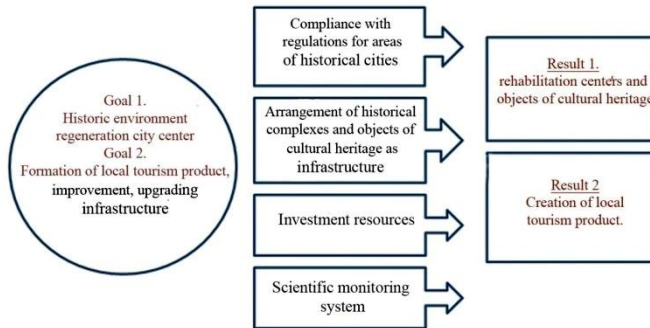 Goal 1.
Historic environment
regeneration city center
Goal 2.
Formation of local tourism product,
improvement, upgrading
infrastructure
Compliance with
regulations for areas
of historical cities
Arrangement of historical
complexes and objects of
cultural heritage as
infrastructure
Investment resources
Scientific monitoring
system
Result 1.
rehabilitation centers and
objects of cultural heritage
Result 2
Creation of local
tourism product.